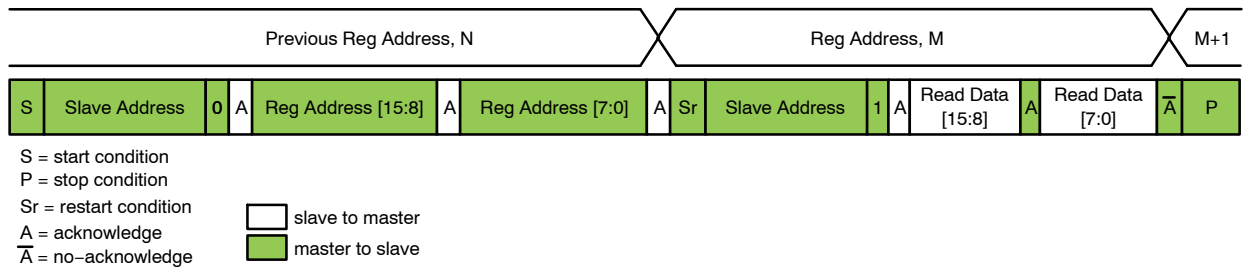 Previous Reg Address, N Reg Address, M M+1
S Slave Address 0 A Reg Address [15:8] A Reg Address [7:0] A Sr Slave Address 1 A Read Data [15:8] A Read Data [7:0] A̅ P
S = start condition
P = stop condition
Sr = restart condition
A = acknowledge
A̅ = no−acknowledge
slave to master
master to slave